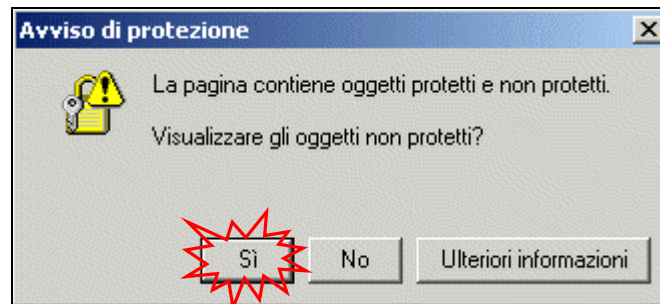 Avviso di protezione
La pagina contiene oggetti protetti e non protetti.
Visualizzare gli oggetti non protetti?
Sì No Ulteriori informazioni